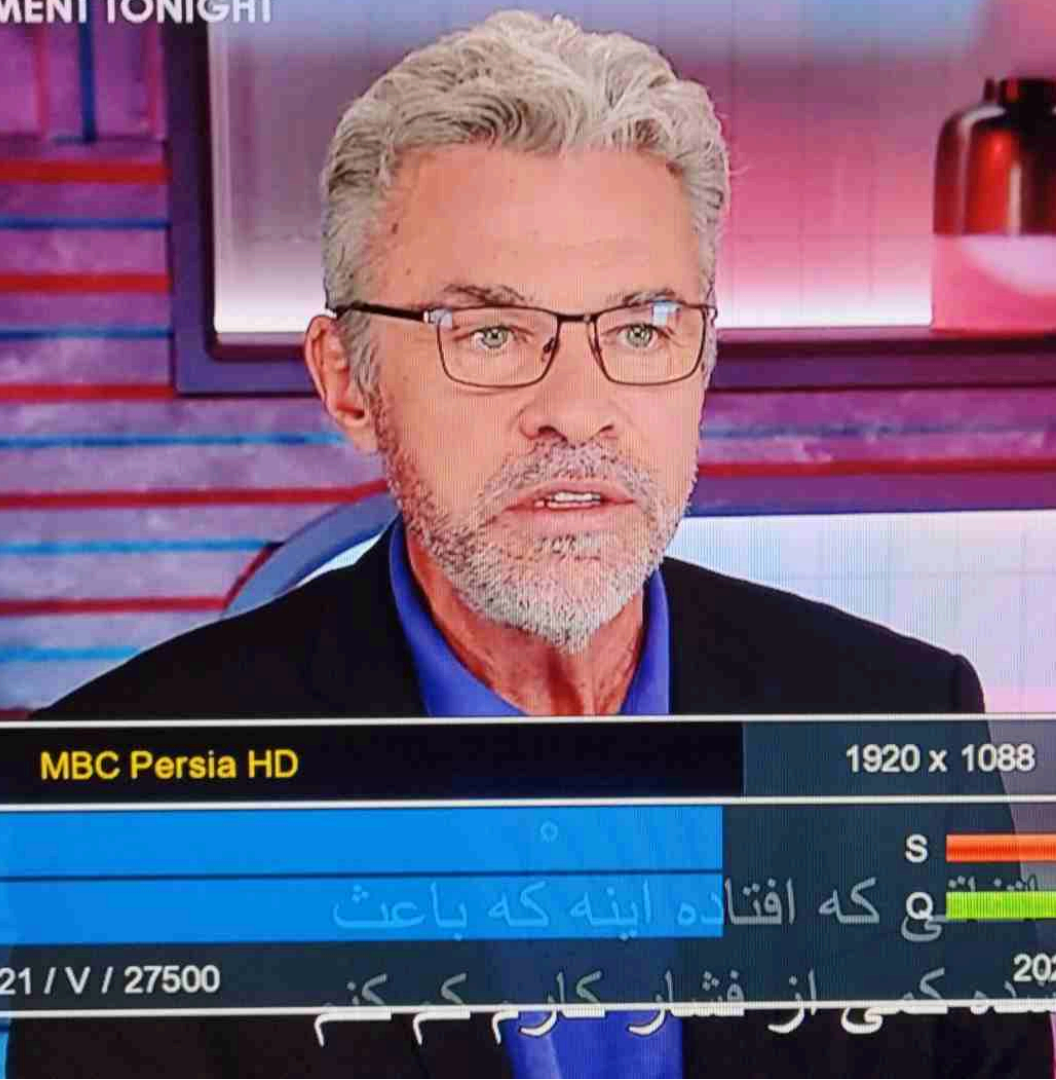 MENT TONIGHT
MBC Persia HD
1920 x 1088
S
Q
که افتاده اینه که باعث
21 / V / 27500
202
کمی از فشار کارم کم کنم